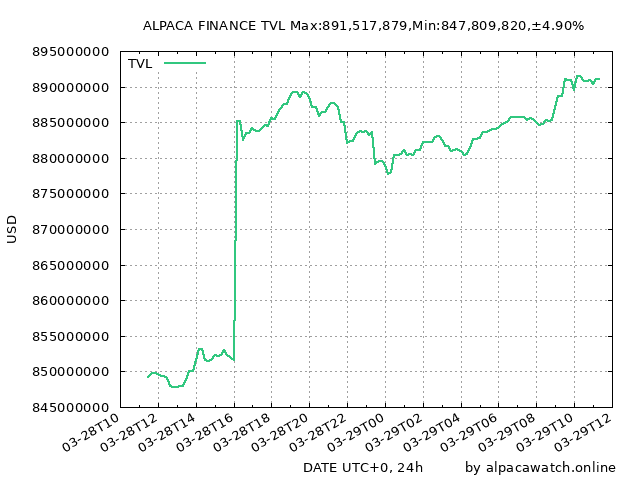 ALPACA FINANCE TVL Max:891,517,879,Min:847,809,820,±4.90%
TVL
895000000
890000000
885000000
880000000
875000000
870000000
865000000
860000000
855000000
850000000
845000000
USD
03-28T10
03-28T12
03-28T14
03-28T16
03-28T18
03-28T20
03-28T22
03-29T00
03-29T02
03-29T04
03-29T06
03-29T08
03-29T10
03-29T12
DATE UTC+0, 24h
by alpacawatch.online